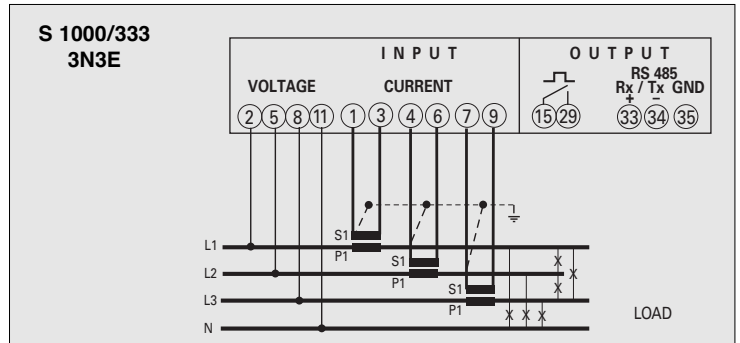 S 1000/333
3N3E
INPUT
OUTPUT
VOLTAGE
CURRENT
RS 485
Rx / Tx GND
+ –
2 5 8 11 1 3 4 6 7 9 15 29 33 34 35
S1
L1
P1
S1
L2
P1
S1
L3
P1
LOAD
N